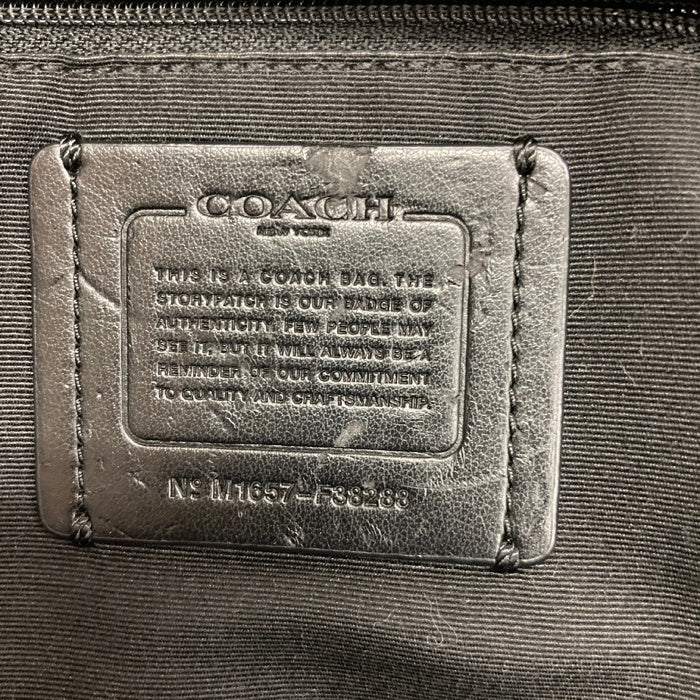 COACH
NEW YORK
THIS IS A COACH BAG. THE
STORYPATCH IS OUR BADGE OF
AUTHENTICITY. FEW PEOPLE MAY
SEE IT, BUT IT WILL ALWAYS BE A
REMINDER OF OUR COMMITMENT
TO QUALITY AND CRAFTSMANSHIP.
Nº M1657-F38288